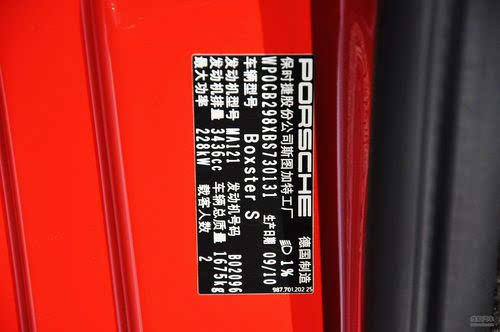 PORSCHE 德国制造
保时捷股份公司斯图加特工厂 1%
WP0CB298XBS730131 生产日期 09/10
车辆型号 Boxster S
发动机型号 MA121 发动机号码 B02096
发动机排量 3436cc 车辆总质量 1675kg
最大功率 228kW 载客人数 2
987.701.202.25